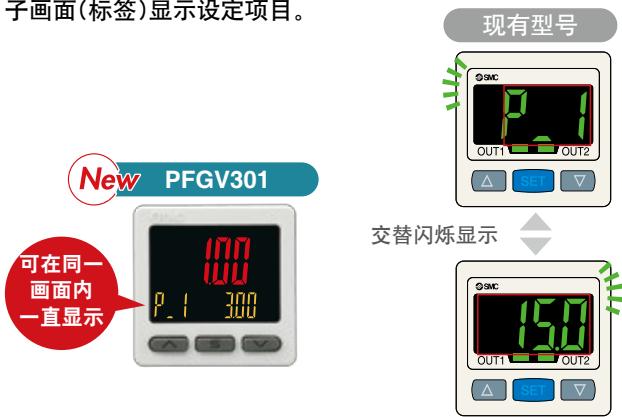 子画面（标签）显示设定项目。
现有型号
SMC
P_1
OUT1
OUT2
SET
New PFGV301
交替闪烁显示
可在同一
画面内
一直显示
1.00
P_1 3.00
S
SMC
15.0
OUT1
OUT2
SET